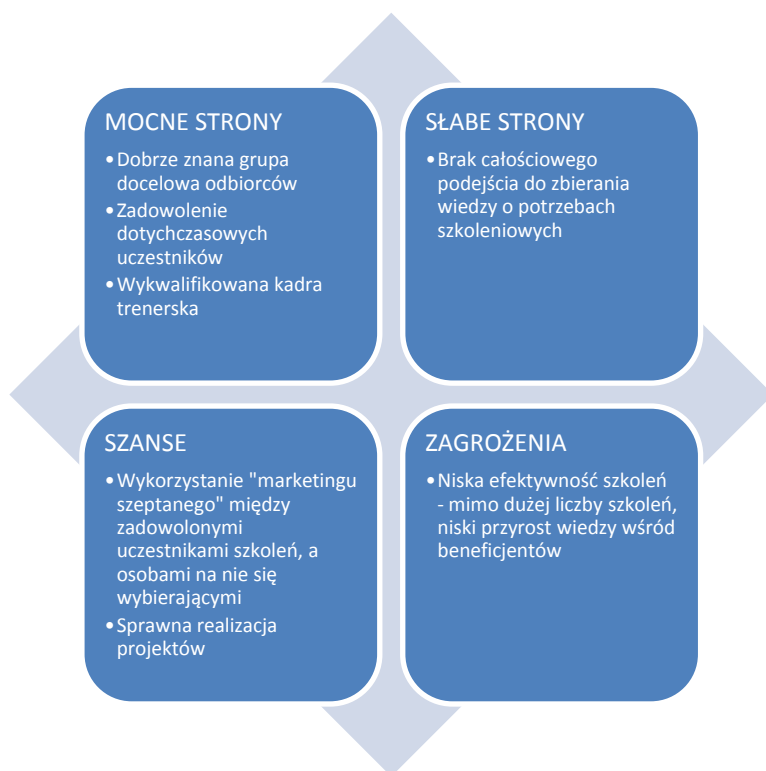 MOCNE STRONY
•Dobrze znana grupa
docelowa odbiorców
•Zadowolenie
dotychczasowych
uczestników
•Wykwalifikowana kadra
trenerska
SŁABE STRONY
•Brak całościowego
podejścia do zbierania
wiedzy o potrzebach
szkoleniowych
SZANSE
•Wykorzystanie "marketingu
szeptanego" między
zadowolonymi
uczestnikami szkoleń, a
osobami na nie się
wybierającymi
•Sprawna realizacja
projektów
ZAGROŻENIA
•Niska efektywność szkoleń
- mimo dużej liczby szkoleń,
niski przyrost wiedzy wśród
beneficjentów